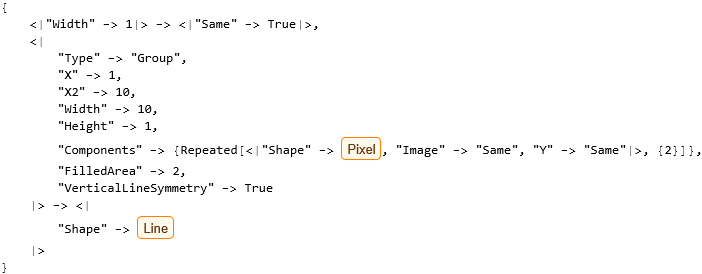 {
    <|"Width" -> 1|> -> <|"Same" -> True|>,
    <|
        "Type" -> "Group",
        "X" -> 1,
        "X2" -> 10,
        "Width" -> 10,
        "Height" -> 1,
        "Components" -> {Repeated[<|"Shape" -> Pixel, "Image" -> "Same", "Y" -> "Same"|>, {2}]},
        "FilledArea" -> 2,
        "VerticalLineSymmetry" -> True
    |> -> <|
        "Shape" -> Line
    |>
}